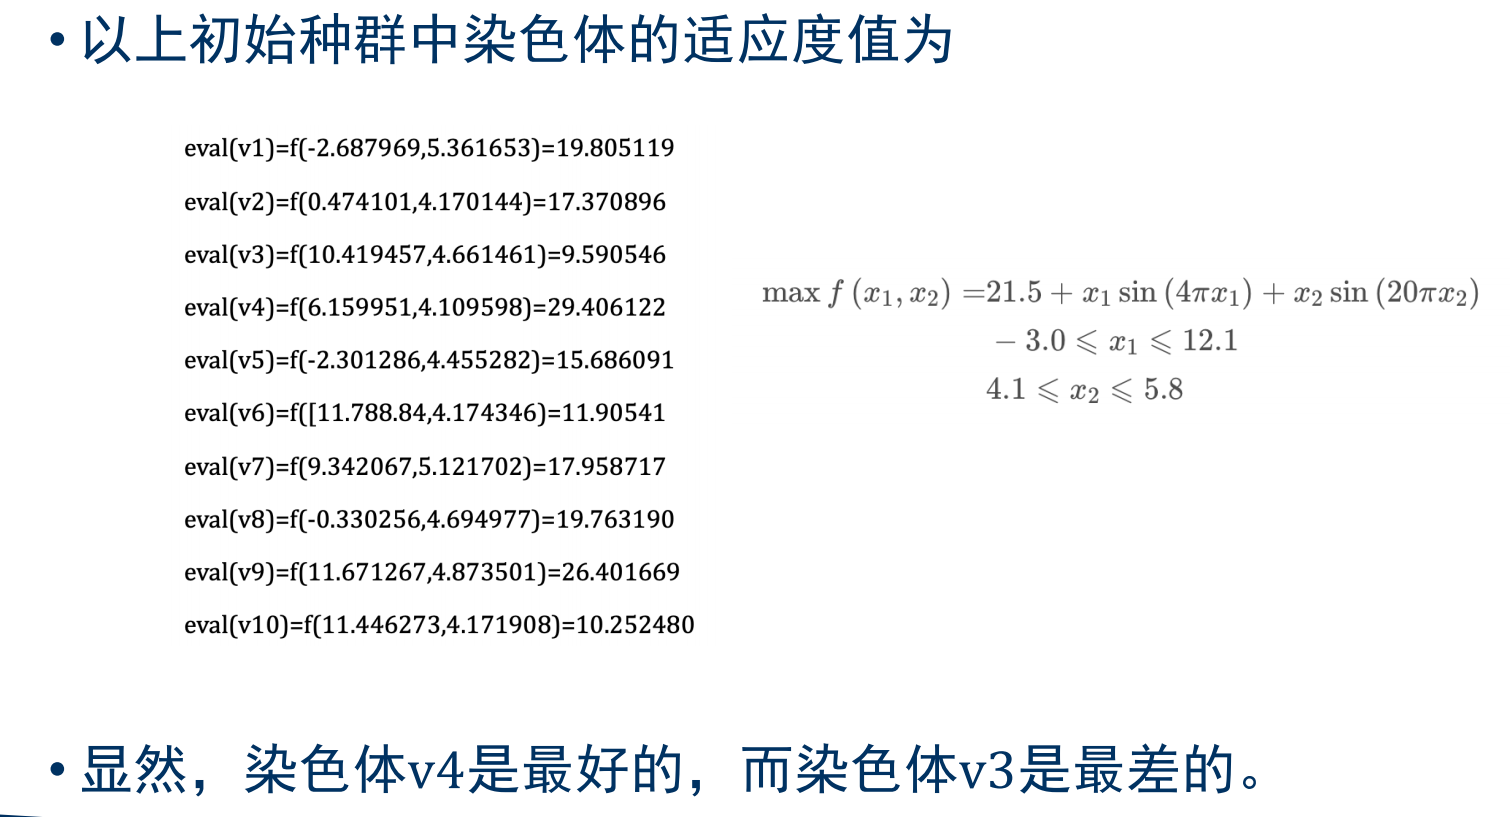 • 以上初始种群中染色体的适应度值为
eval(v1)=f(-2.687969,5.361653)=19.805119
eval(v2)=f(0.474101,4.170144)=17.370896
eval(v3)=f(10.419457,4.661461)=9.590546
eval(v4)=f(6.159951,4.109598)=29.406122
eval(v5)=f(-2.301286,4.455282)=15.686091
eval(v6)=f([11.788.84,4.174346)=11.90541
eval(v7)=f(9.342067,5.121702)=17.958717
eval(v8)=f(-0.330256,4.694977)=19.763190
eval(v9)=f(11.671267,4.873501)=26.401669
eval(v10)=f(11.446273,4.171908)=10.252480
max f (x₁, x₂) =21.5 + x₁ sin (4πx₁) + x₂ sin (20πx₂)
− 3.0 ⩽ x₁ ⩽ 12.1
4.1 ⩽ x₂ ⩽ 5.8
• 显然，染色体v4是最好的，而染色体v3是最差的。